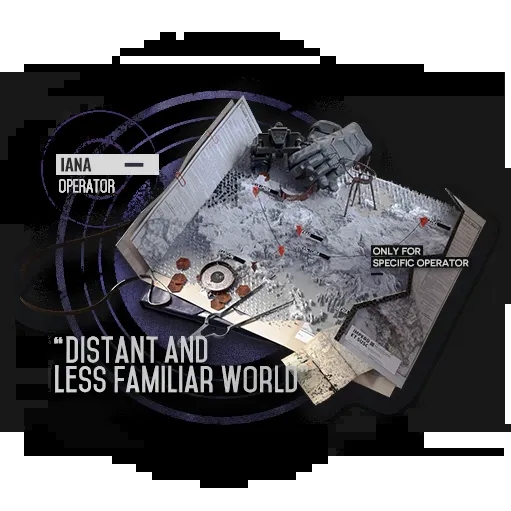 IANA
OPERATOR
ONLY FOR
SPECIFIC OPERATOR
“DISTANT AND
LESS FAMILIAR WORLD